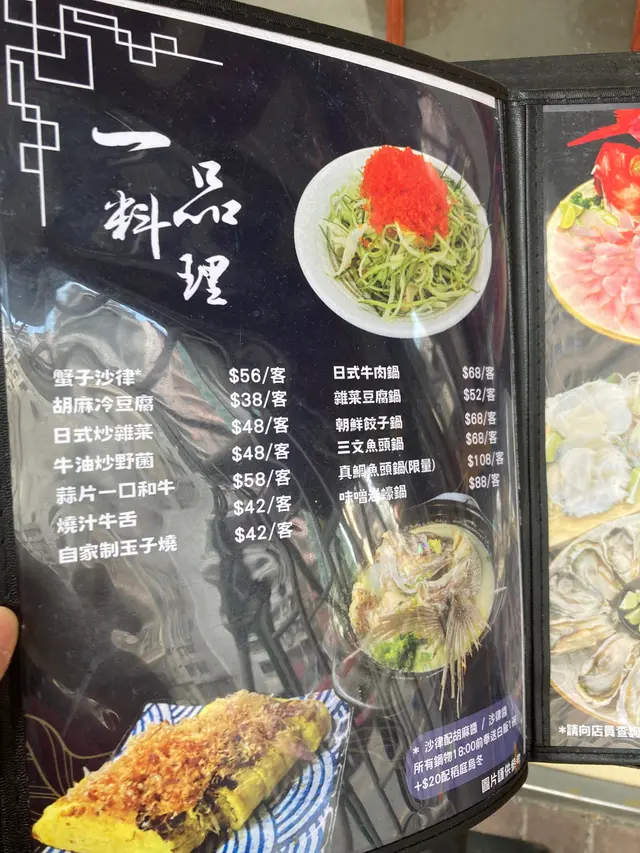 一品料理
蟹子沙律* $56/客
胡麻冷豆腐 $38/客
日式炒雜菜 $48/客
牛油炒野菌 $48/客
蒜片一口和牛 $58/客
燒汁牛舌 $42/客
自家制玉子燒 $42/客
日式牛肉鍋 $68/客
雜菜豆腐鍋 $52/客
朝鮮餃子鍋 $68/客
三文魚頭鍋 $68/客
真鯛魚頭鍋(限量) $108/客
味噌 蠔鍋 $88/客
* 沙律配胡麻醬 / 沙律醬
所有鍋物18:00前奉送白飯1碗
+$20配稻庭烏冬
圖片謹供參考
*請向店員查詢